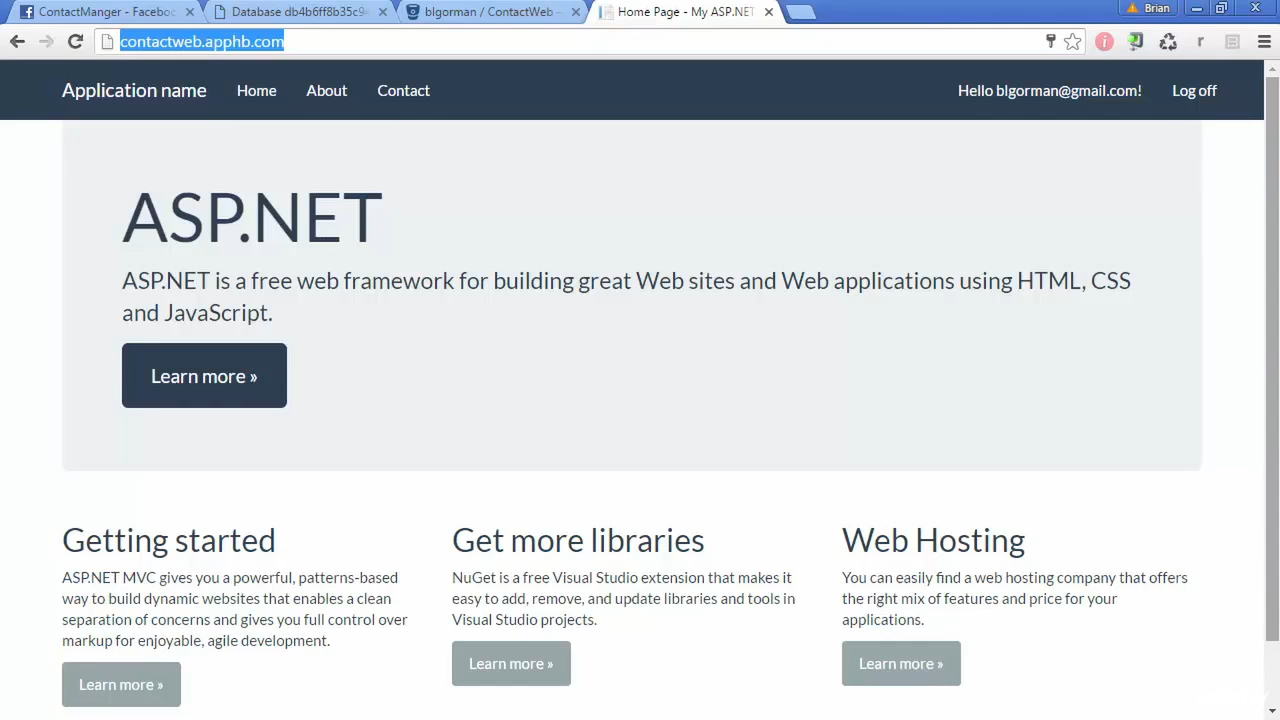 ContactManger - Faceboo
Database db4b6ff8b35c9
blgorman / ContactWeb
Home Page - My ASP.NET
Brian
contactweb.apphb.com
Application name
Home
About
Contact
Hello blgorman@gmail.com!
Log off
ASP.NET
ASP.NET is a free web framework for building great Web sites and Web applications using HTML, CSS
and JavaScript.
Learn more »
Getting started
ASP.NET MVC gives you a powerful, patterns-based
way to build dynamic websites that enables a clean
separation of concerns and gives you full control over
markup for enjoyable, agile development.
Learn more »
Get more libraries
NuGet is a free Visual Studio extension that makes it
easy to add, remove, and update libraries and tools in
Visual Studio projects.
Learn more »
Web Hosting
You can easily find a web hosting company that offers
the right mix of features and price for your
applications.
Learn more »